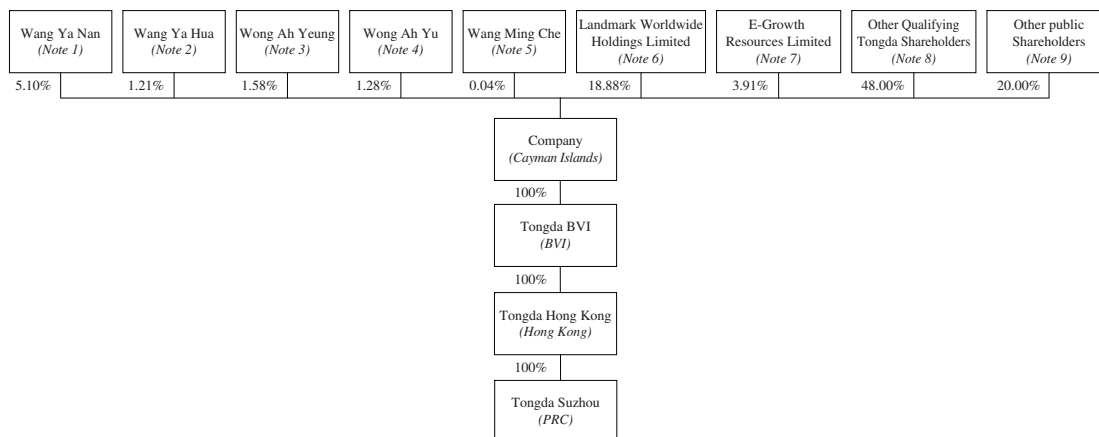 Wang Ya Nan
(Note 1)
Wang Ya Hua
(Note 2)
Wong Ah Yeung
(Note 3)
Wong Ah Yu
(Note 4)
Wang Ming Che
(Note 5)
Landmark Worldwide
Holdings Limited
(Note 6)
E-Growth
Resources Limited
(Note 7)
Other Qualifying
Tongda Shareholders
(Note 8)
Other public
Shareholders
(Note 9)
5.10%
1.21%
1.58%
1.28%
0.04%
18.88%
3.91%
48.00%
20.00%
Company
(Cayman Islands)
100%
Tongda BVI
(BVI)
100%
Tongda Hong Kong
(Hong Kong)
100%
Tongda Suzhou
(PRC)